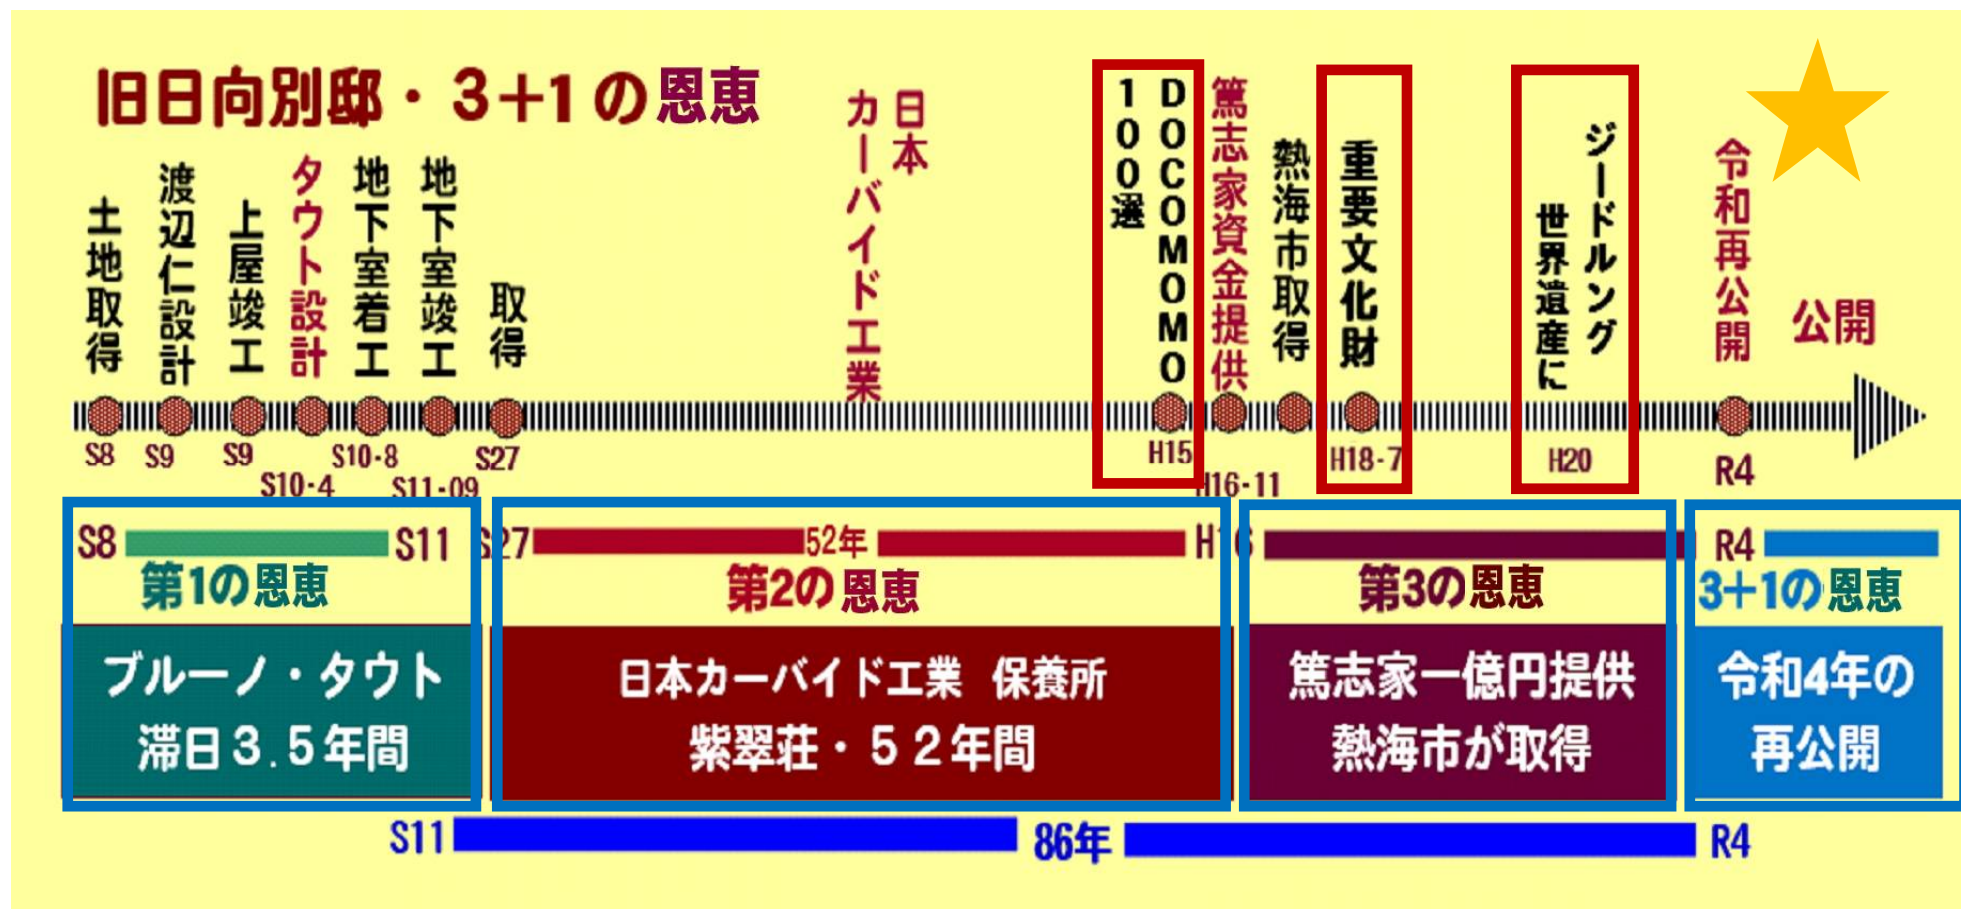 旧日向別邸・3+1の恩恵
土地取得
渡辺仁設計
上屋竣工
タウト設計
地下室着工
地下室竣工
取得
日本
カーバイド工業
DOCOMOMO
100選
篤志家資金提供
熱海市取得
重要文化財
ジードルング
世界遺産に
令和再公開
公開
S8
S9
S9
S10-4
S10-8
S11-09
S27
H15
H16-11
H18-7
H20
R4
S8 S11
第1の恩恵
ブルーノ・タウト
滞日3.5年間
S27 52年 H16
第2の恩恵
日本カーバイド工業 保養所
紫翠荘・52年間
第3の恩恵
篤志家一億円提供
熱海市が取得
R4
3+1の恩恵
令和4年の
再公開
S11 86年 R4